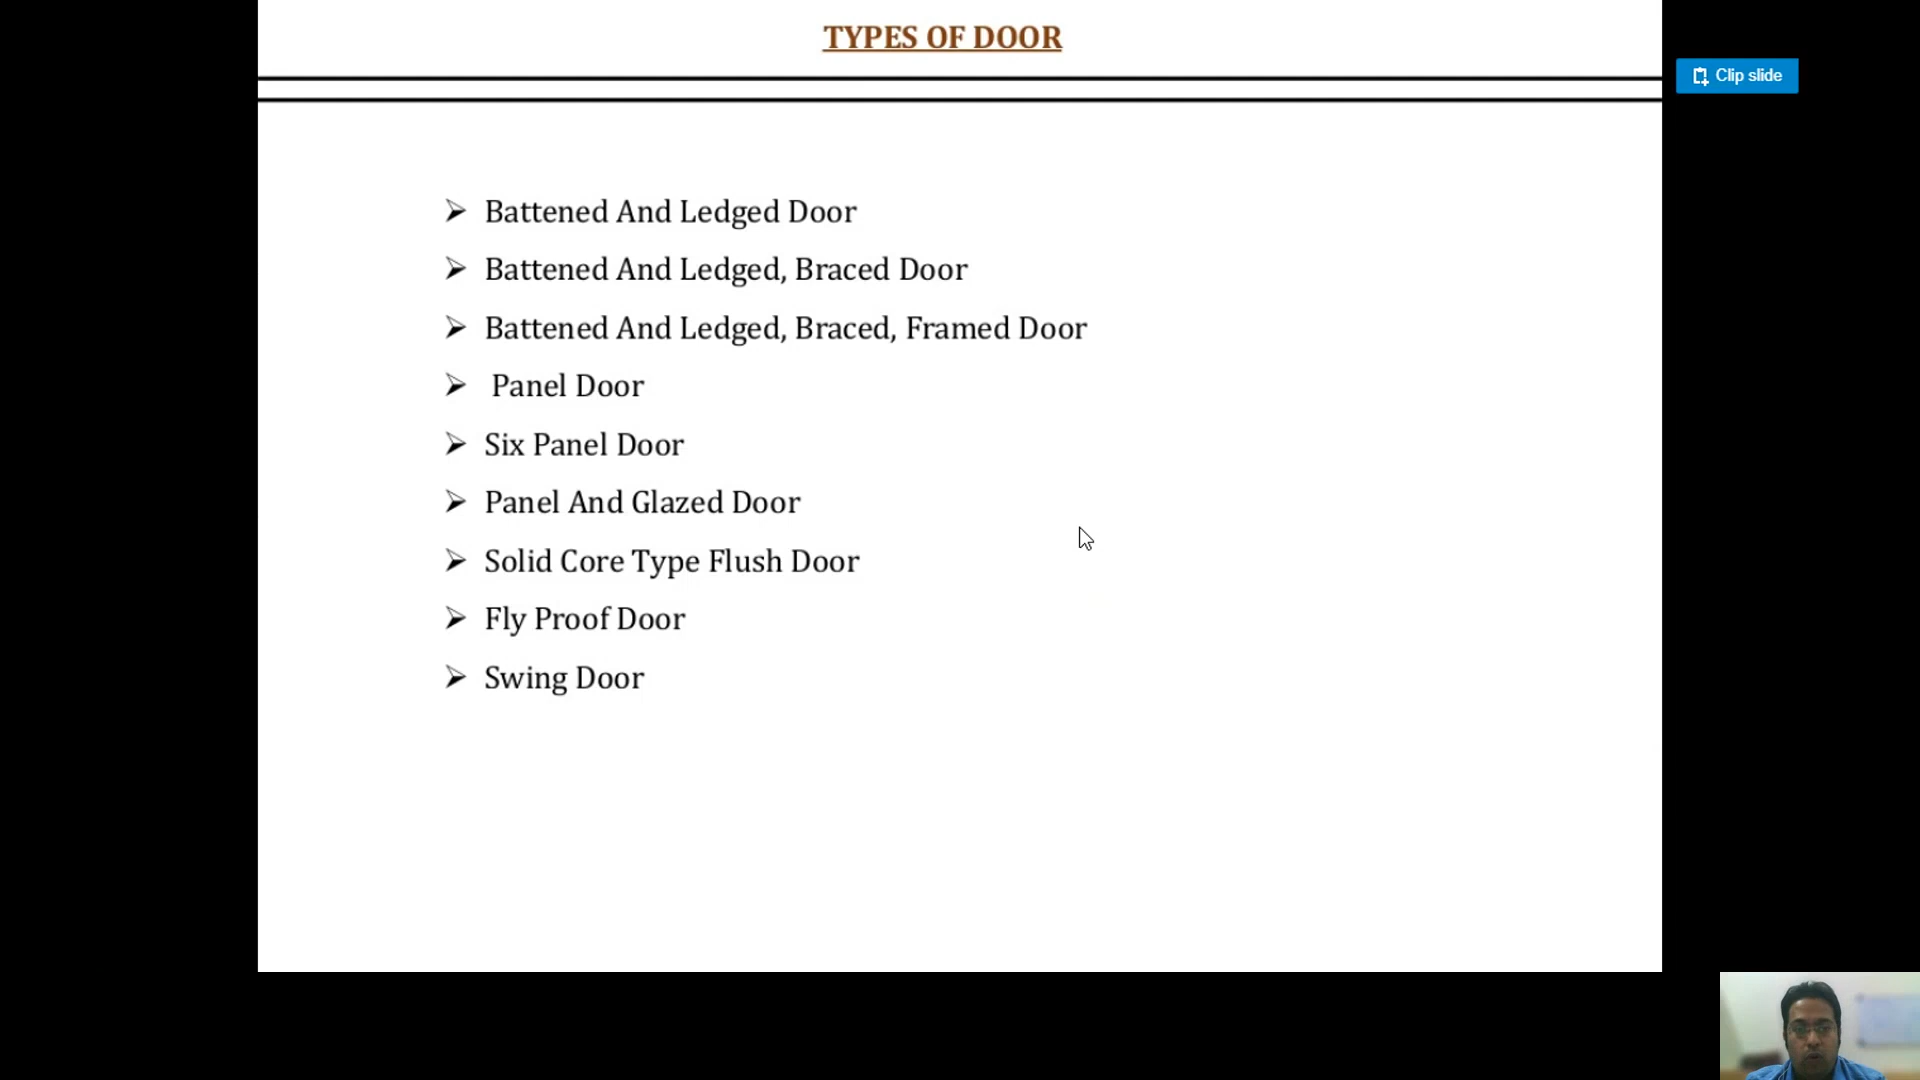 TYPES OF DOOR
Clip slide
➢ Battened And Ledged Door
➢ Battened And Ledged, Braced Door
➢ Battened And Ledged, Braced, Framed Door
➢ Panel Door
➢ Six Panel Door
➢ Panel And Glazed Door
➢ Solid Core Type Flush Door
➢ Fly Proof Door
➢ Swing Door